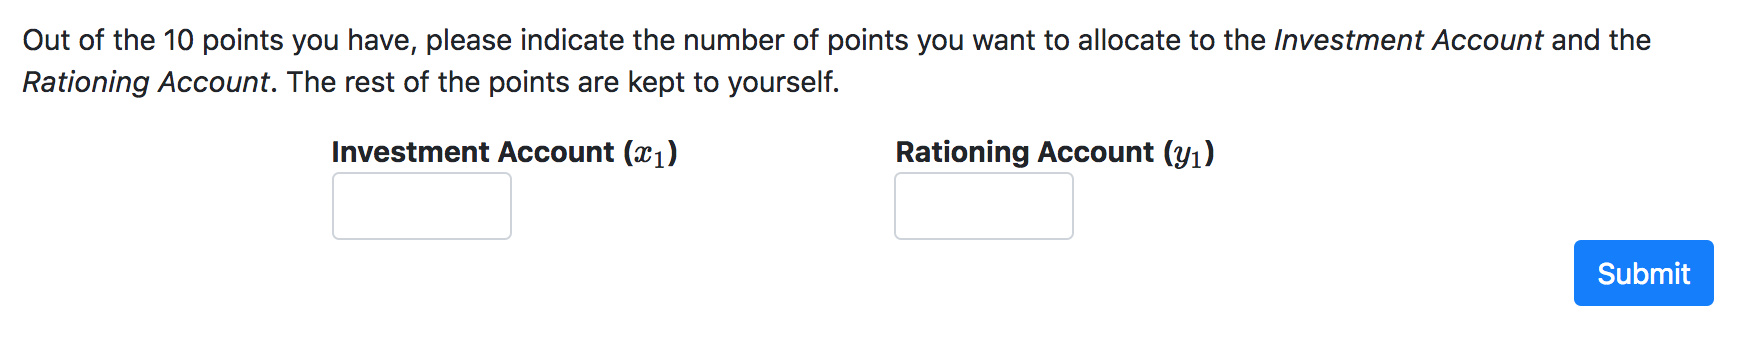 Out of the 10 points you have, please indicate the number of points you want to allocate to the Investment Account and the
Rationing Account. The rest of the points are kept to yourself.
Investment Account (x₁)
Rationing Account (y₁)
Submit